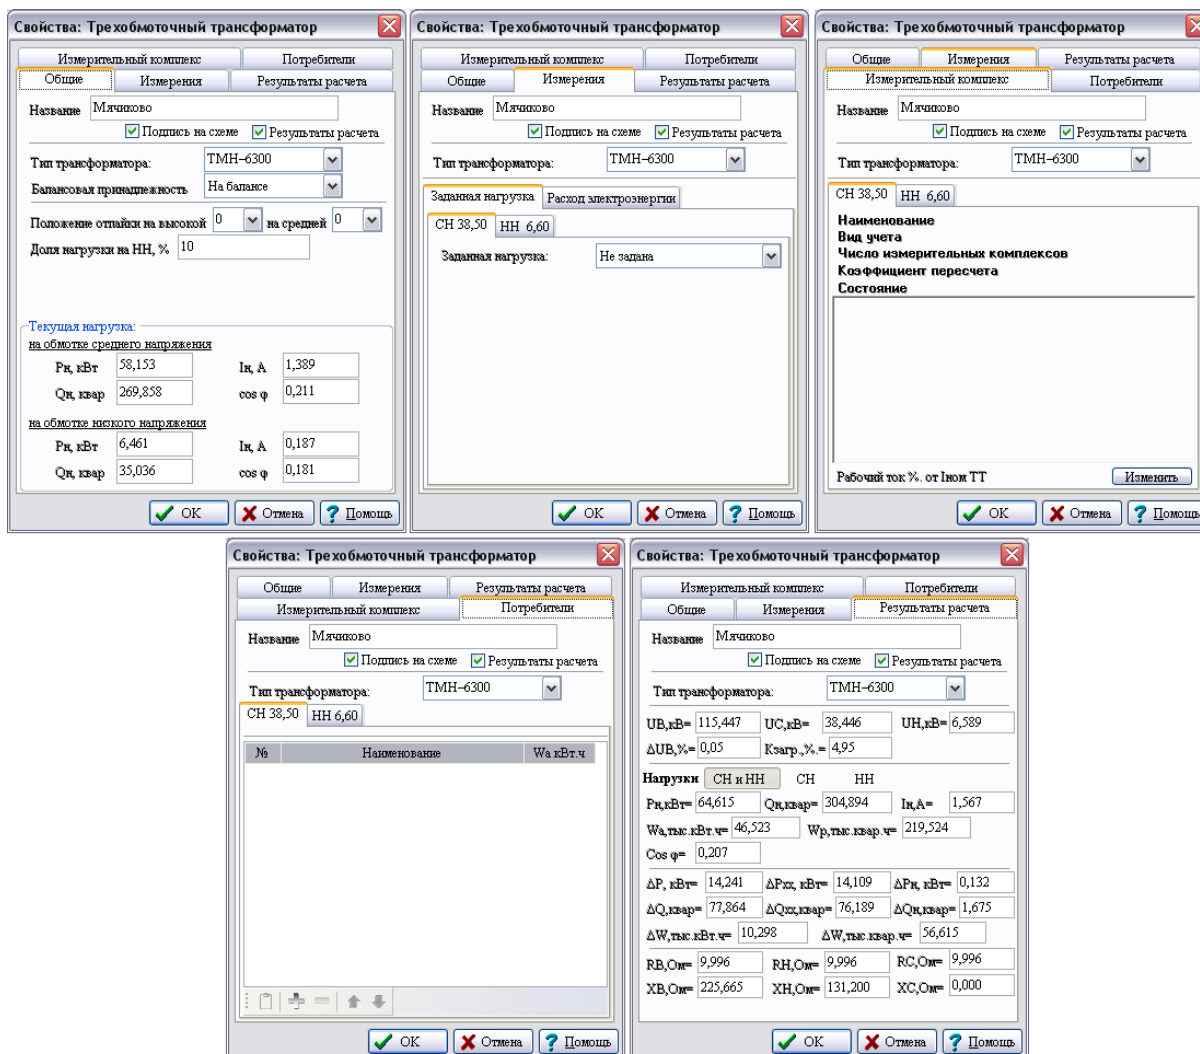 Свойства: Трехобмоточный трансформатор
Измерительный комплекс Потребители
Общие Измерения Результаты расчета
Название Мячиково
Подпись на схеме Результаты расчета
Тип трансформатора: ТМН-6300
Балансовая принадлежность На балансе
Положение отпайки на высокой 0 на средней 0
Доля нагрузки на НН, % 10
Текущая нагрузка:
на обмотке среднего напряжения
Рн, кВт 58,153 Iн, А 1,389
Qн, квар 269,858 cos φ 0,211
на обмотке низкого напряжения
Рн, кВт 6,461 Iн, А 0,187
Qн, квар 35,036 cos φ 0,181
OK Отмена Помощь
Свойства: Трехобмоточный трансформатор
Измерительный комплекс Потребители
Общие Измерения Результаты расчета
Название Мячиково
Подпись на схеме Результаты расчета
Тип трансформатора: ТМН-6300
Заданная нагрузка Расход электроэнергии
СН 38,50 НН 6,60
Заданная нагрузка: Не задана
OK Отмена Помощь
Свойства: Трехобмоточный трансформатор
Общие Измерения Результаты расчета
Измерительный комплекс Потребители
Название Мячиково
Подпись на схеме Результаты расчета
Тип трансформатора: ТМН-6300
СН 38,50 НН 6,60
Наименование
Вид учета
Число измерительных комплексов
Коэффициент пересчета
Состояние
Рабочий ток %. от Iном ТТ Изменить
OK Отмена Помощь
Свойства: Трехобмоточный трансформатор
Общие Измерения Результаты расчета
Измерительный комплекс Потребители
Название Мячиково
Подпись на схеме Результаты расчета
Тип трансформатора: ТМН-6300
СН 38,50 НН 6,60
№ Наименование Wa кВт.ч
OK Отмена Помощь
Свойства: Трехобмоточный трансформатор
Измерительный комплекс Потребители
Общие Измерения Результаты расчета
Название Мячиково
Подпись на схеме Результаты расчета
Тип трансформатора: ТМН-6300
UВ,кВ= 115,447 UС,кВ= 38,446 UН,кВ= 6,589
ΔUВ,%= 0,05 Kзагр.,%.= 4,95
Нагрузки СН и НН СН НН
Рн,кВт= 64,615 Qн,квар= 304,894 Iн,А= 1,567
Wa,тыс.кВт.ч= 46,523 Wр,тыс.квар.ч= 219,524
Cos φ= 0,207
ΔР, кВт= 14,241 ΔРхх, кВт= 14,109 ΔРн, кВт= 0,132
ΔQ,квар= 77,864 ΔQхх,квар= 76,189 ΔQн,квар= 1,675
ΔW,тыс.кВт.ч= 10,298 ΔW,тыс.квар.ч= 56,615
RВ,Ом= 9,996 RН,Ом= 9,996 RС,Ом= 9,996
XВ,Ом= 225,665 XН,Ом= 131,200 XС,Ом= 0,000
OK Отмена Помощь